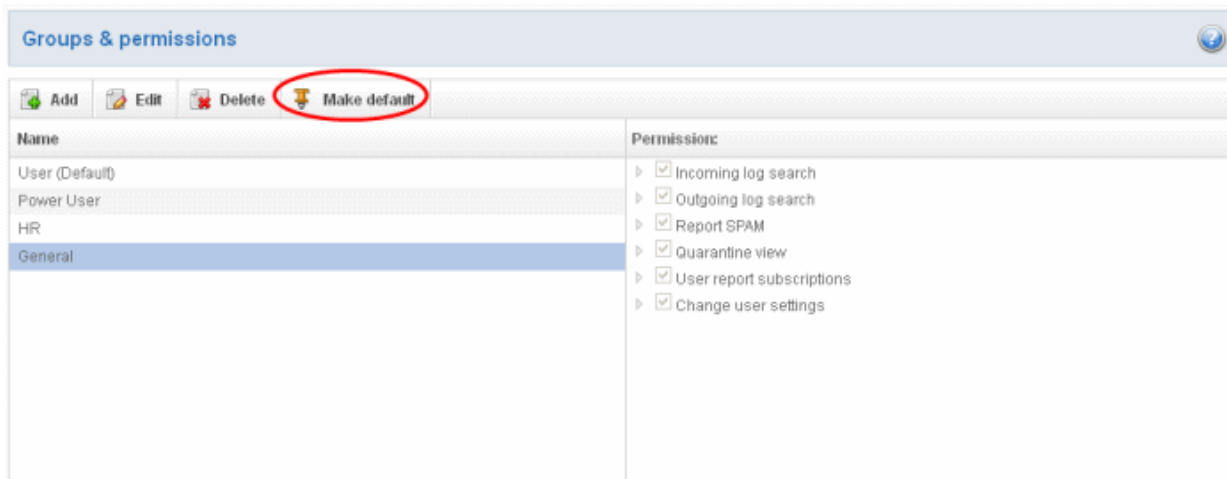 Groups & permissions
Add Edit Delete Make default
Name
User (Default)
Power User
HR
General
Permission:
Incoming log search
Outgoing log search
Report SPAM
Quarantine view
User report subscriptions
Change user settings